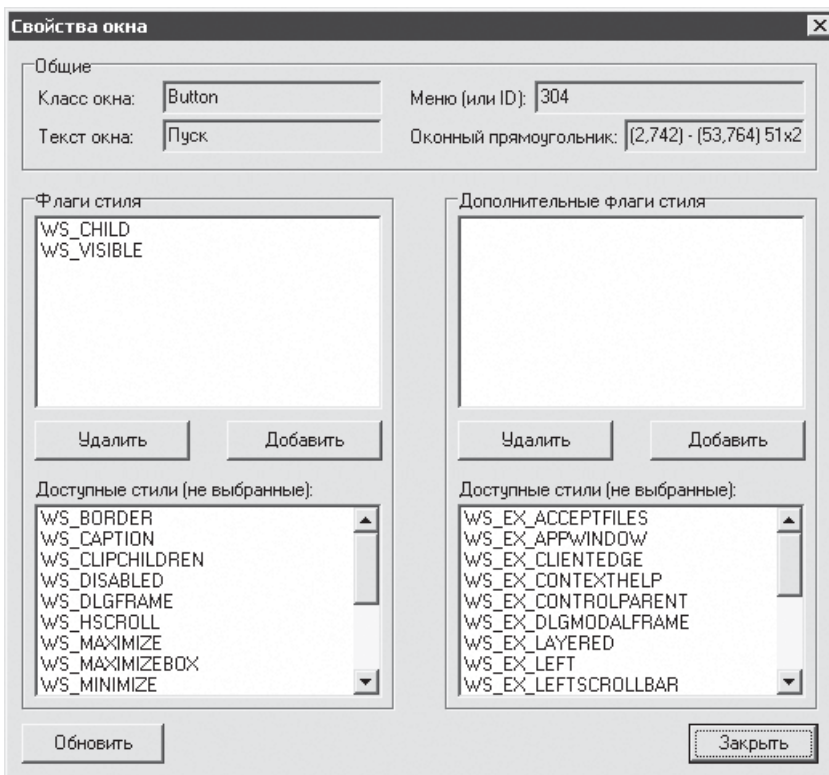 Свойства окна
Общие
Класс окна: Button
Меню (или ID): 304
Текст окна: Пуск
Оконный прямоугольник: (2,742) - (53,764) 51x2
Флаги стиля
WS_CHILD
WS_VISIBLE
Удалить Добавить
Доступные стили (не выбранные):
WS_BORDER
WS_CAPTION
WS_CLIPCHILDREN
WS_DISABLED
WS_DLGFRAME
WS_HSCROLL
WS_MAXIMIZE
WS_MAXIMIZEBOX
WS_MINIMIZE
Дополнительные флаги стиля
Удалить Добавить
Доступные стили (не выбранные):
WS_EX_ACCEPTFILES
WS_EX_APPWINDOW
WS_EX_CLIENTEDGE
WS_EX_CONTEXTHELP
WS_EX_CONTROLPARENT
WS_EX_DLGMODALFRAME
WS_EX_LAYERED
WS_EX_LEFT
WS_EX_LEFTSCROLLBAR
Обновить
Закрыть